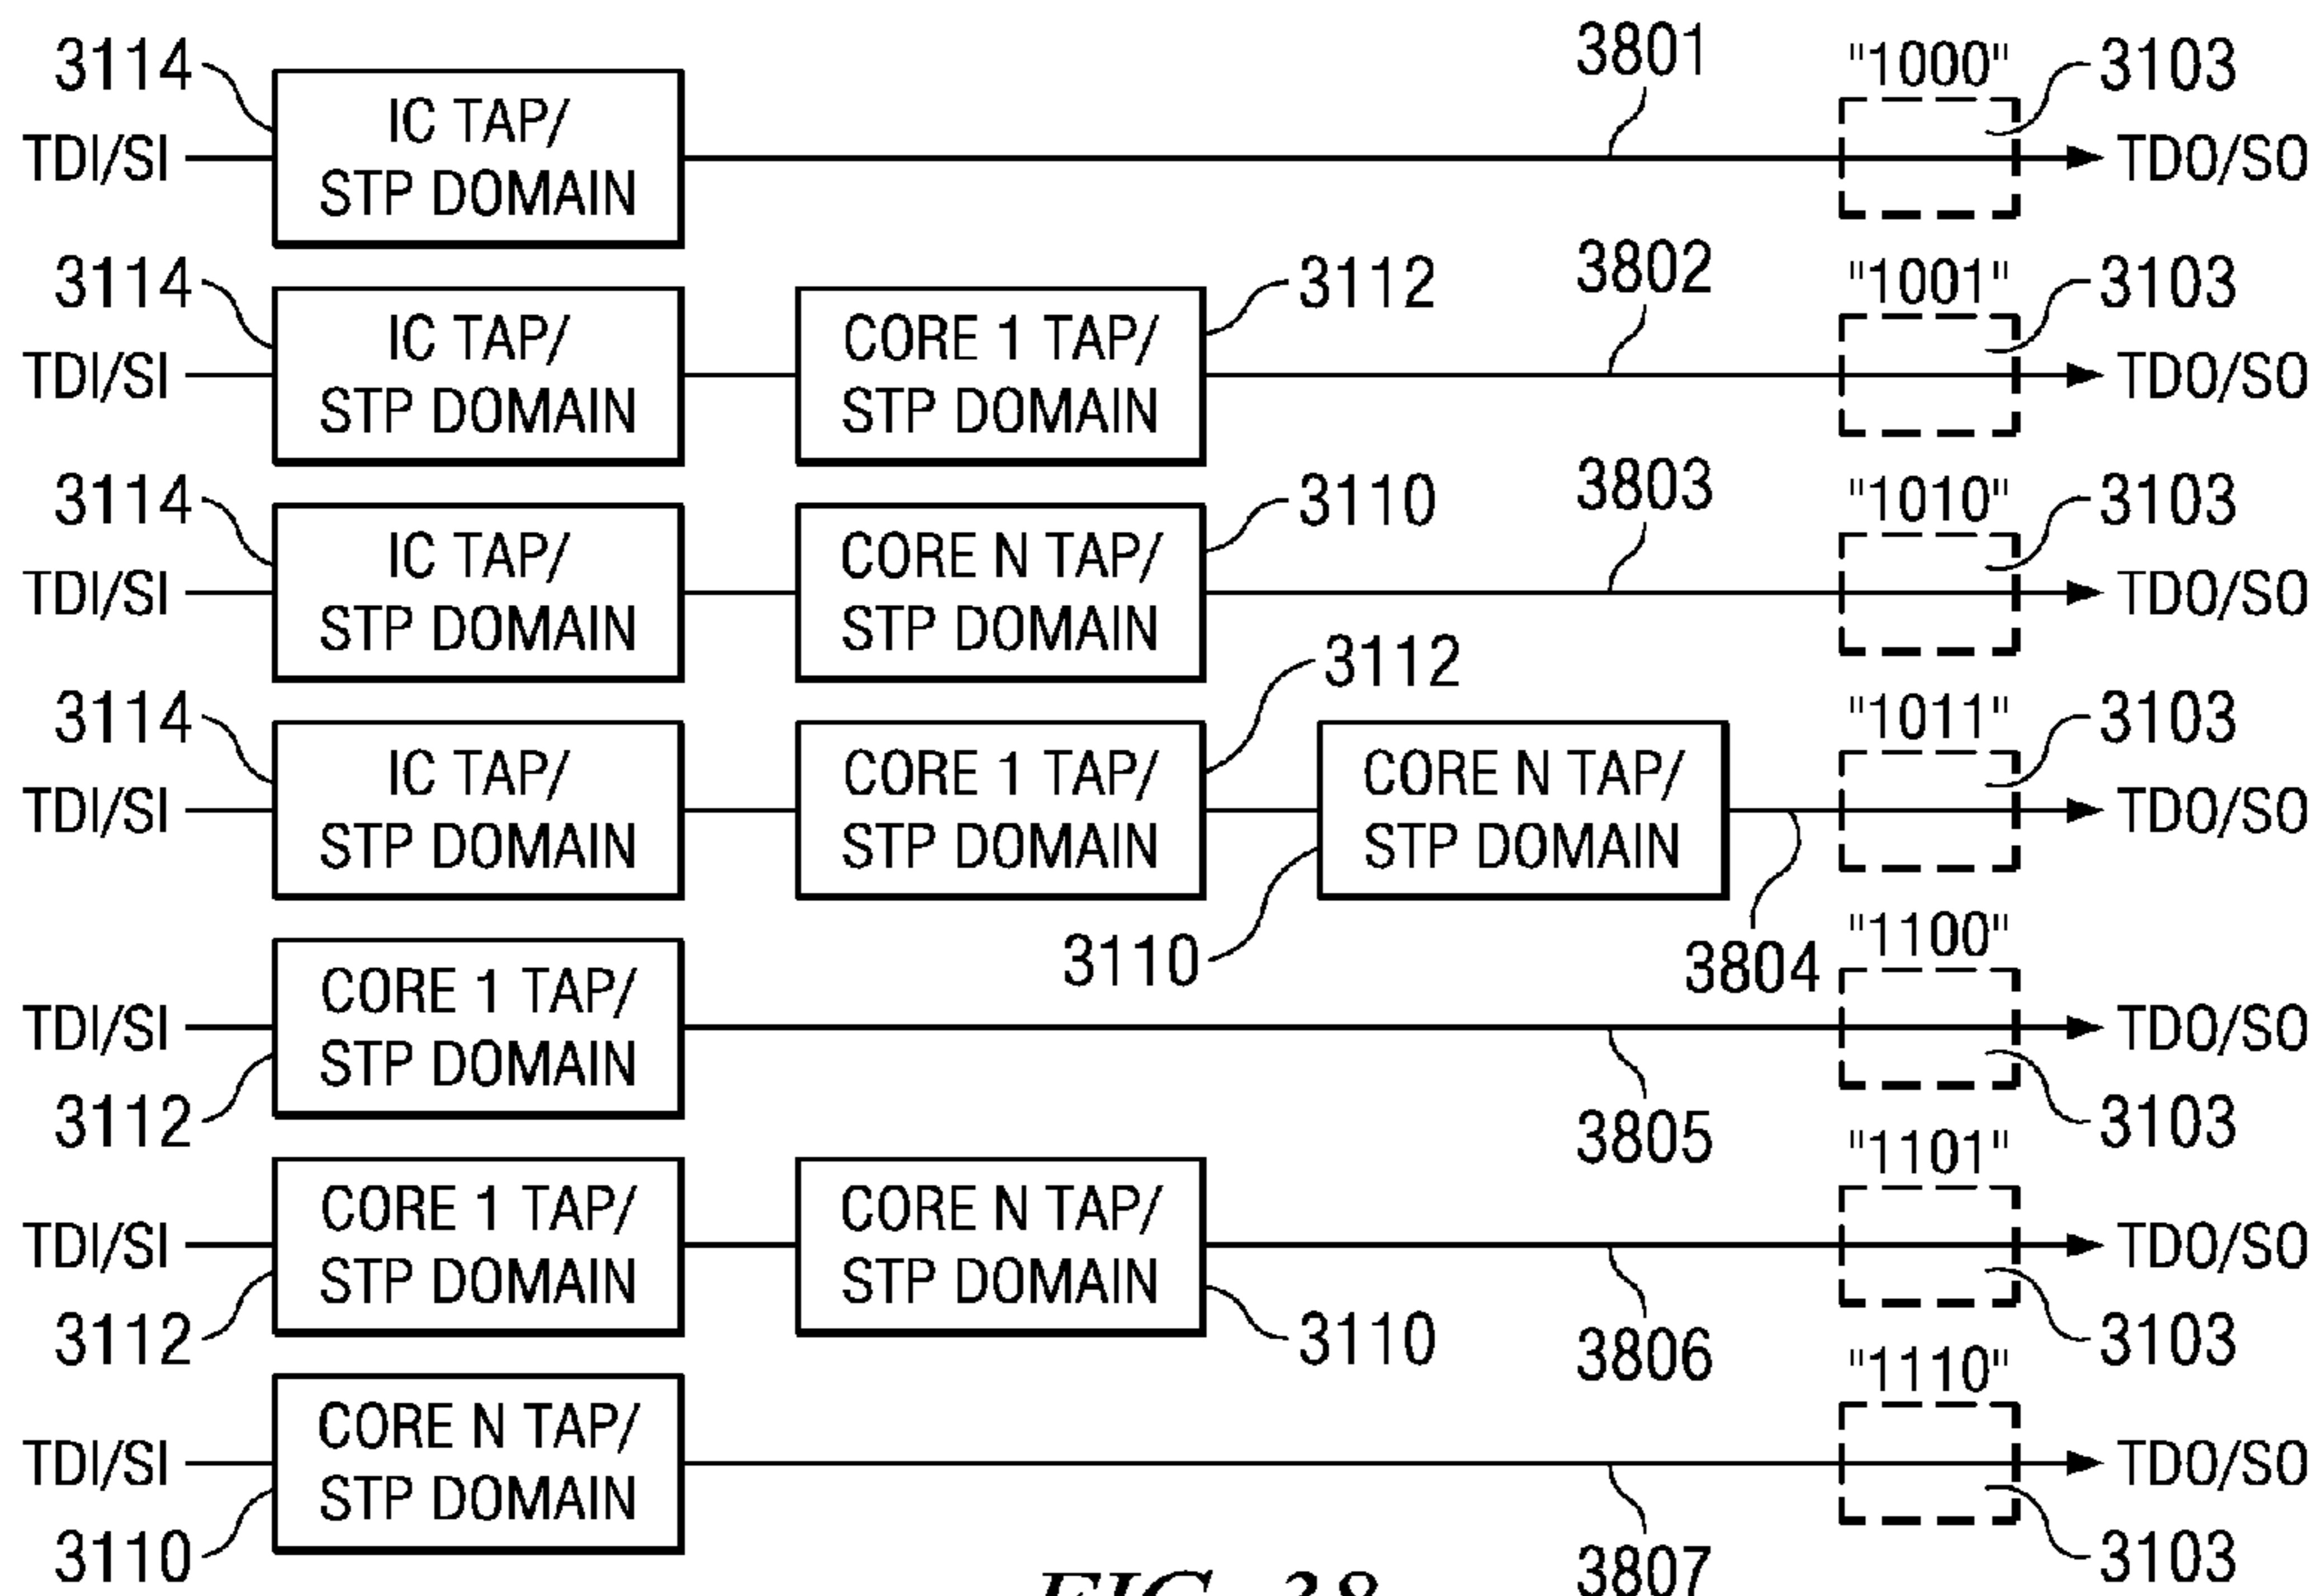 3114
3801
"1000"
3103
TDI/SI
IC TAP/
STP DOMAIN
TDO/SO
3114
3112
3802
"1001"
3103
TDI/SI
IC TAP/
STP DOMAIN
CORE 1 TAP/
STP DOMAIN
TDO/SO
3114
3110
3803
"1010"
3103
TDI/SI
IC TAP/
STP DOMAIN
CORE N TAP/
STP DOMAIN
TDO/SO
3114
3112
"1011"
3103
TDI/SI
IC TAP/
STP DOMAIN
CORE 1 TAP/
STP DOMAIN
CORE N TAP/
STP DOMAIN
TDO/SO
3110
3804
"1100"
TDI/SI
CORE 1 TAP/
STP DOMAIN
TDO/SO
3112
3805
3103
"1101"
TDI/SI
CORE 1 TAP/
STP DOMAIN
CORE N TAP/
STP DOMAIN
TDO/SO
3112
3110
3806
3103
"1110"
TDI/SI
CORE N TAP/
STP DOMAIN
TDO/SO
3110
3807
3103
FIG. 38